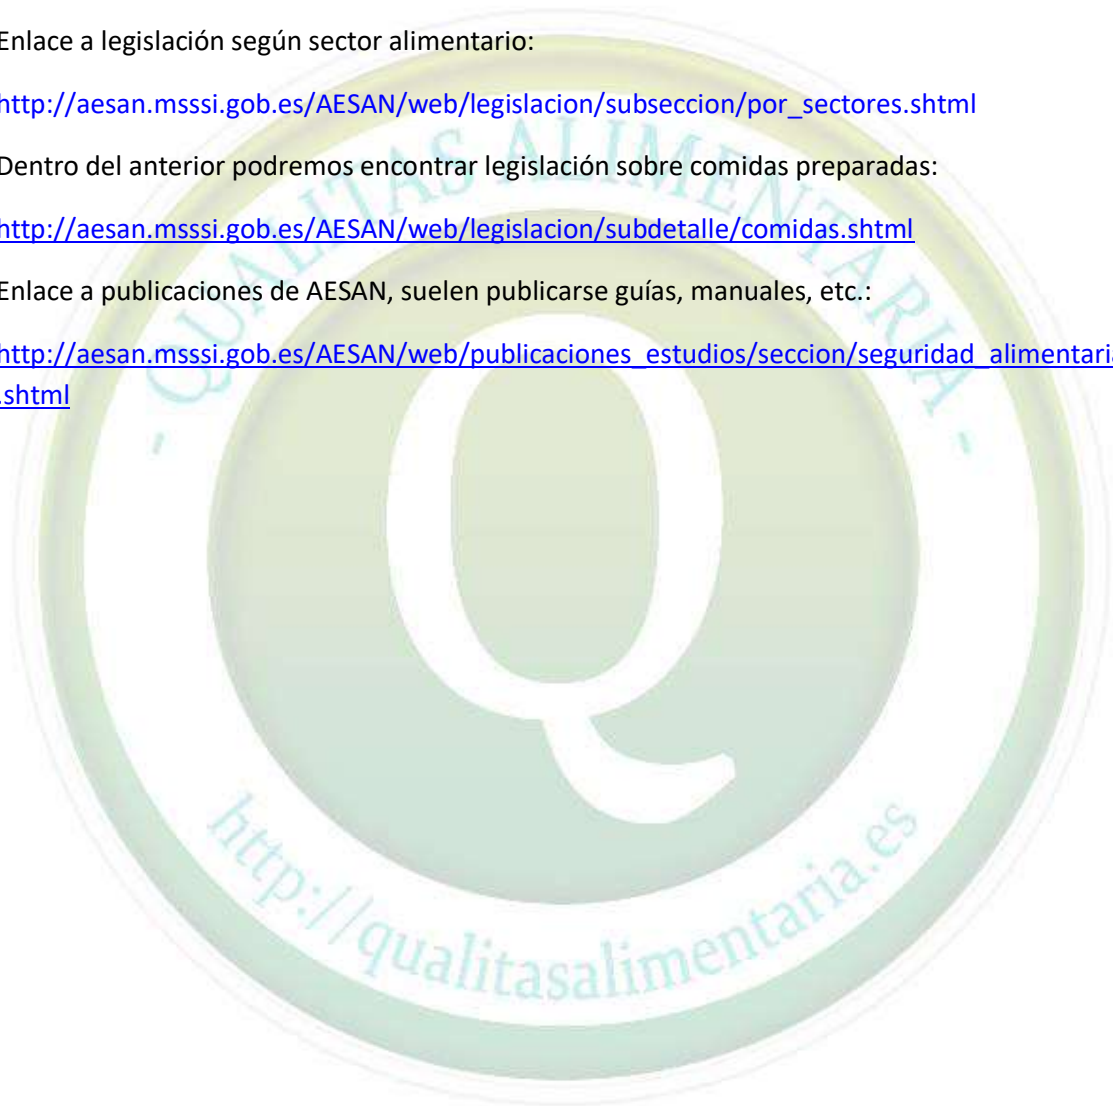 Enlace a legislación según sector alimentario:
http://aesan.msssi.gob.es/AESAN/web/legislacion/subseccion/por_sectores.shtml
Dentro del anterior podremos encontrar legislación sobre comidas preparadas:
http://aesan.msssi.gob.es/AESAN/web/legislacion/subdetalle/comidas.shtml
Enlace a publicaciones de AESAN, suelen publicarse guías, manuales, etc.:
http://aesan.msssi.gob.es/AESAN/web/publicaciones_estudios/seccion/seguridad_alimentaria
.shtml
- QUALITAS ALIMENTARIA -
Q
http://qualitasalimentaria.es